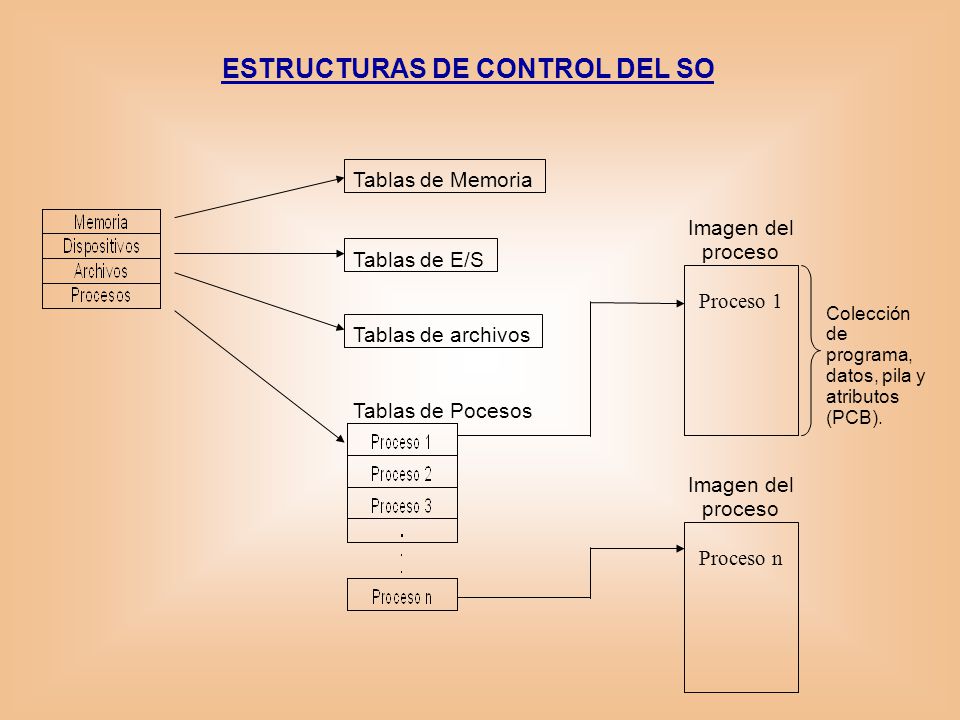 ESTRUCTURAS DE CONTROL DEL SO
Memoria
Dispositivos
Archivos
Procesos
Tablas de Memoria
Tablas de E/S
Tablas de archivos
Tablas de Pocesos
Proceso 1
Proceso 2
Proceso 3
.
.
.
Proceso n
Imagen del
proceso
Proceso 1
Colección
de
programa,
datos, pila y
atributos
(PCB).
Imagen del
proceso
Proceso n